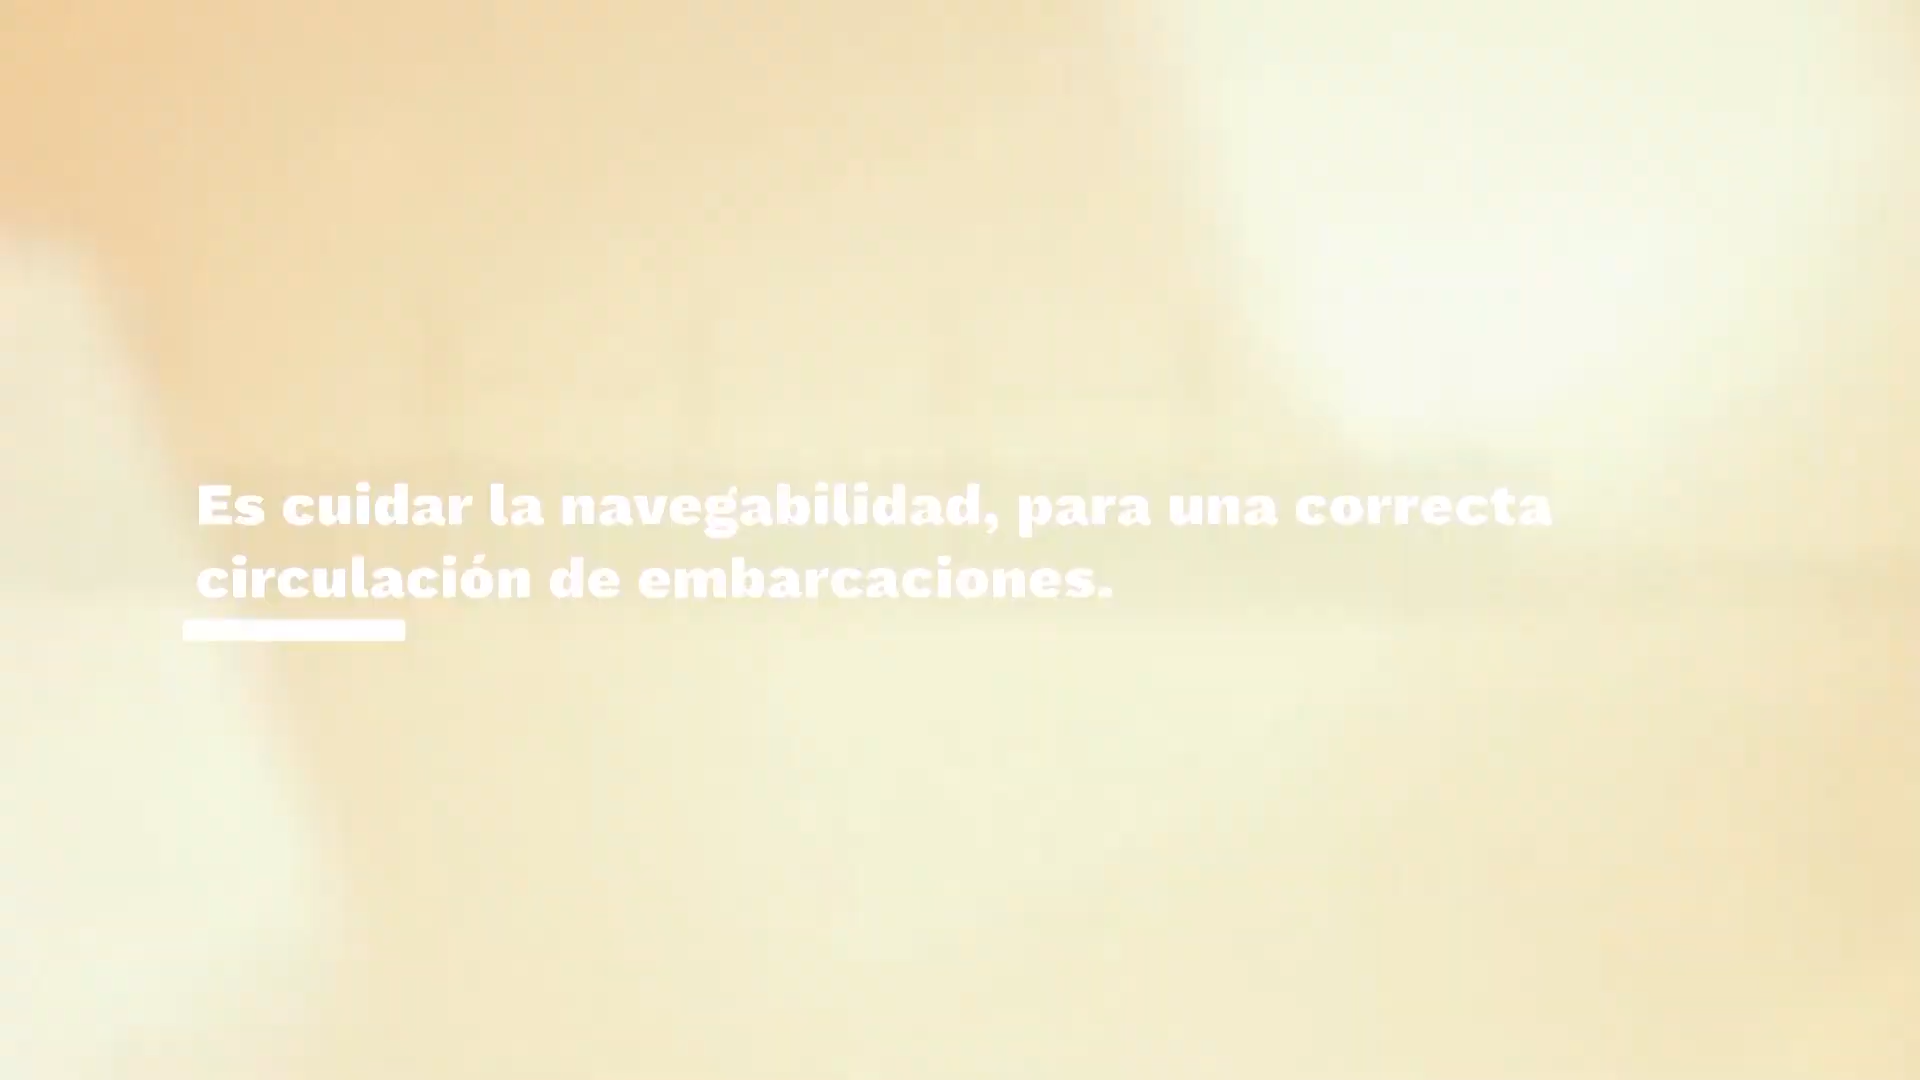 Es cuidar la navegabilidad, para una correcta
circulación de embarcaciones.